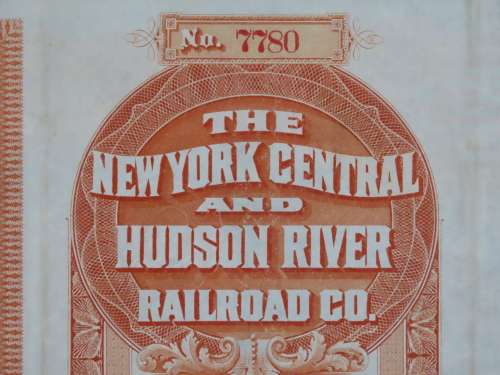 No. 7780
THE
NEW YORK CENTRAL
AND
HUDSON RIVER
RAILROAD CO.